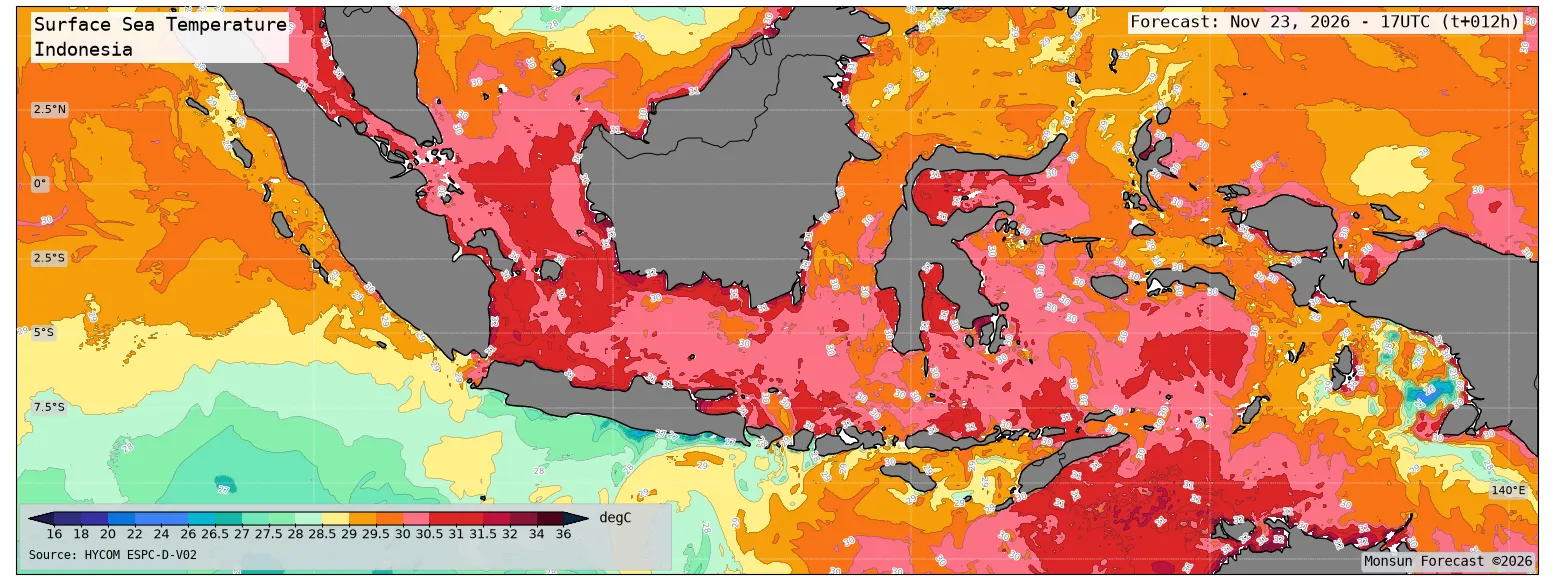 Surface Sea Temperature
Indonesia
Forecast: Nov 23, 2026 - 17UTC (t+012h)
2.5°N
0°
2.5°S
5°S
7.5°S
140°E
degC
16 18 20 22 24 26 26.5 27 27.5 28 28.5 29 29.5 30 30.5 31 31.5 32 34 36
Source: HYCOM ESPC-D-V02
Monsun Forecast ©2026